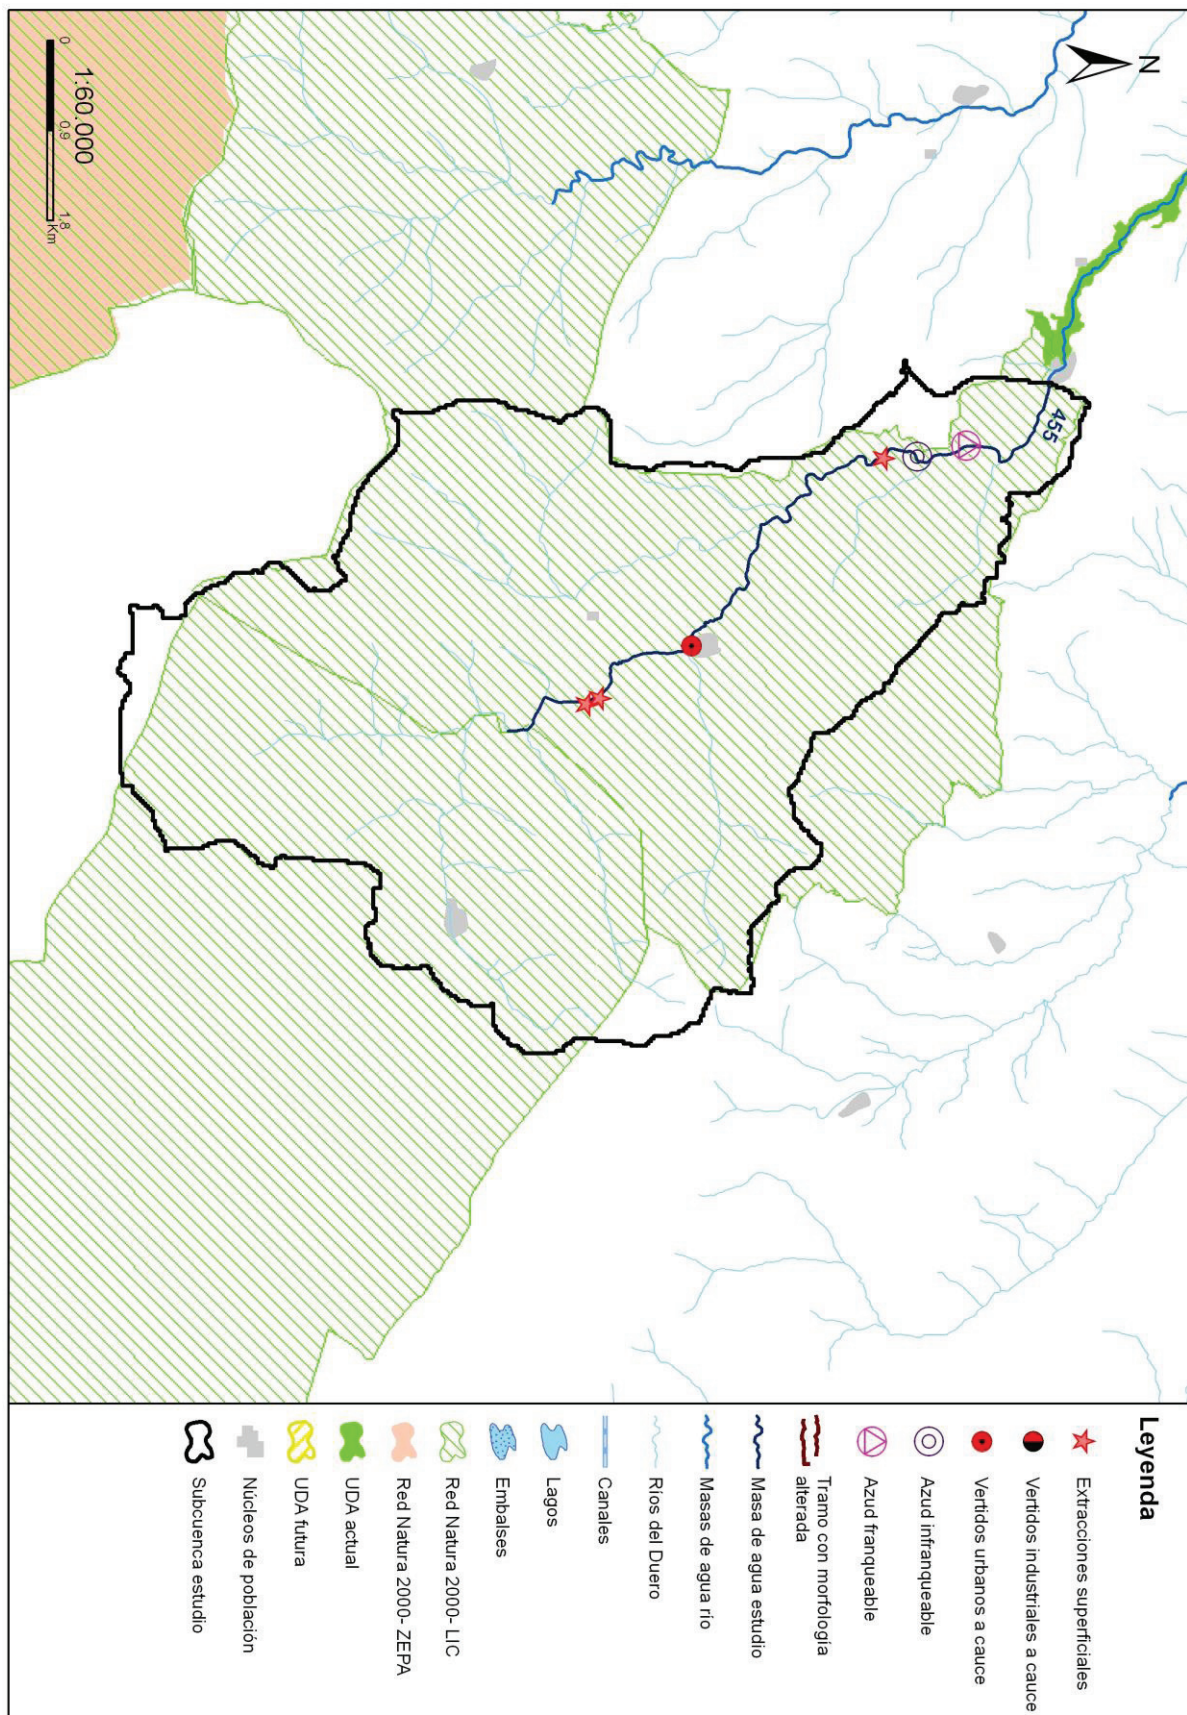 N
455
1:60.000
0
0,9
1,8
Km
Leyenda
Extracciones superficiales
Vertidos industriales a cauce
Vertidos urbanos a cauce
Azud infranqueable
Azud franqueable
Tramo con morfología
alterada
Masa de agua estudio
Masas de agua río
Ríos del Duero
Canales
Lagos
Embalses
Red Natura 2000- LIC
Red Natura 2000- ZEPA
UDA actual
UDA futura
Núcleos de población
Subcuenca estudio